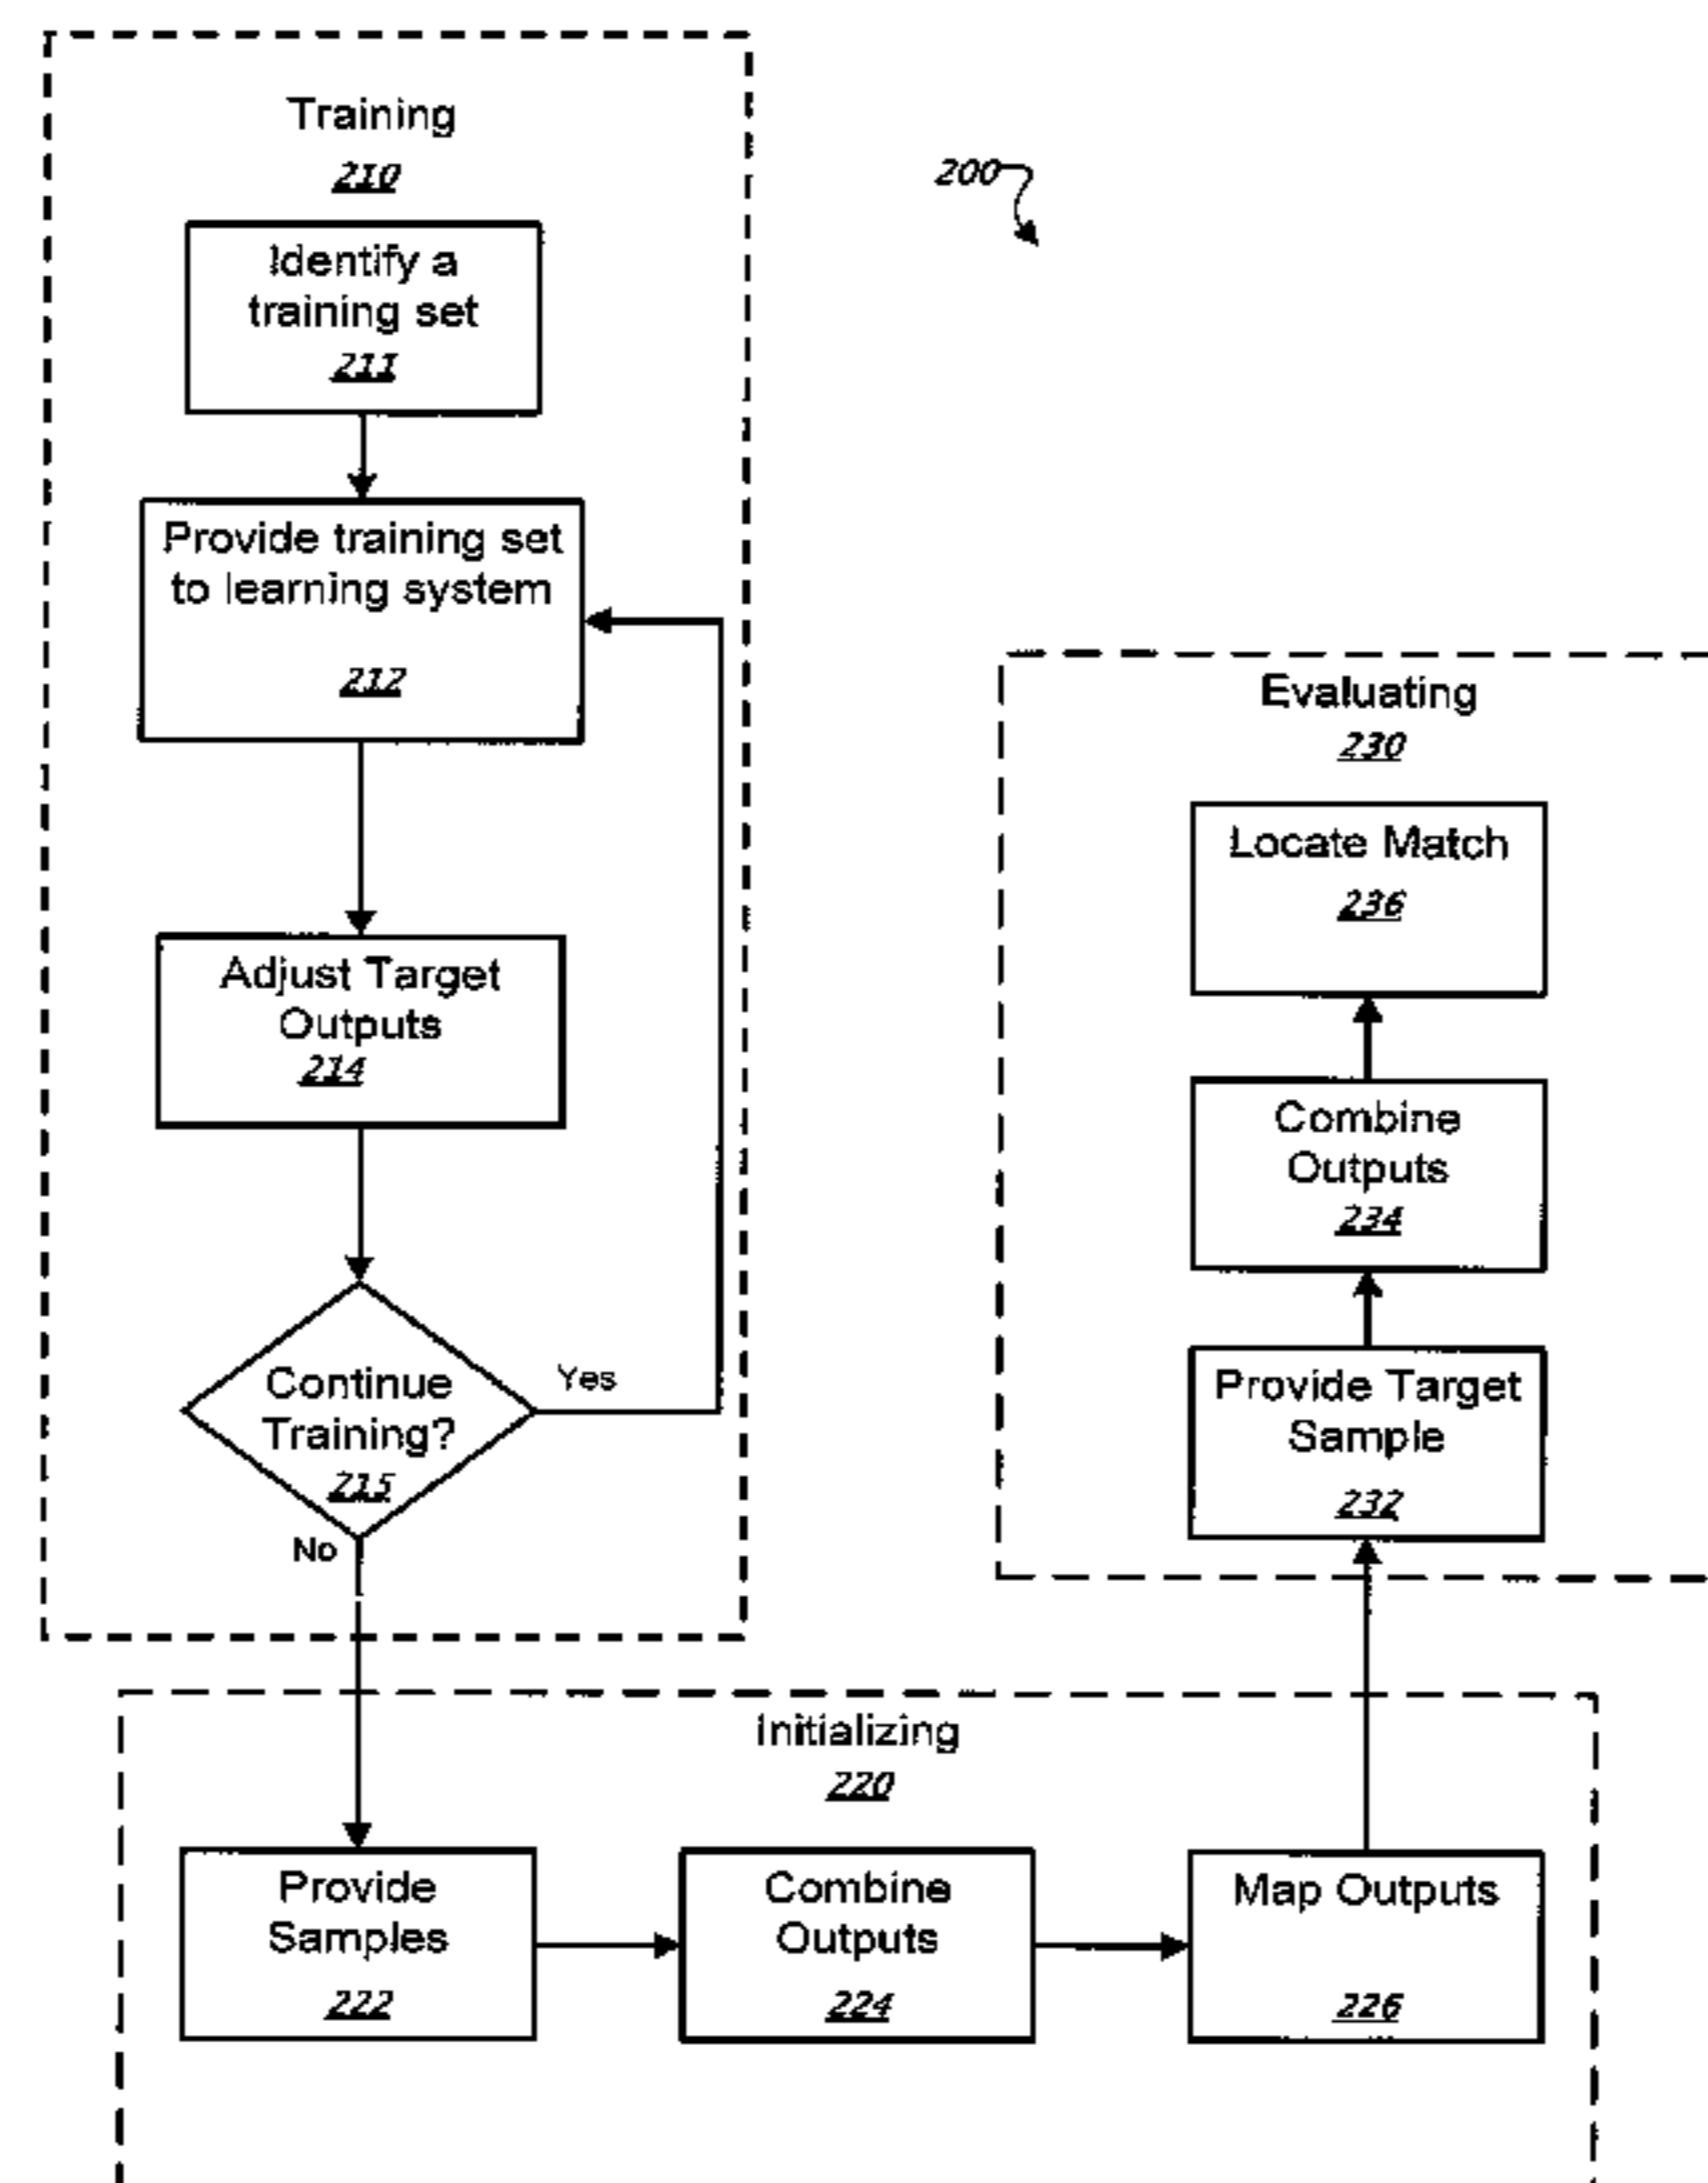 Training
210
Identify a
training set
211
Provide training set
to learning system
212
Adjust Target
Outputs
214
Continue
Training?
215
Yes
No
200
Evaluating
230
Locate Match
236
Combine
Outputs
234
Provide Target
Sample
232
Initializing
220
Provide
Samples
222
Combine
Outputs
224
Map Outputs
226